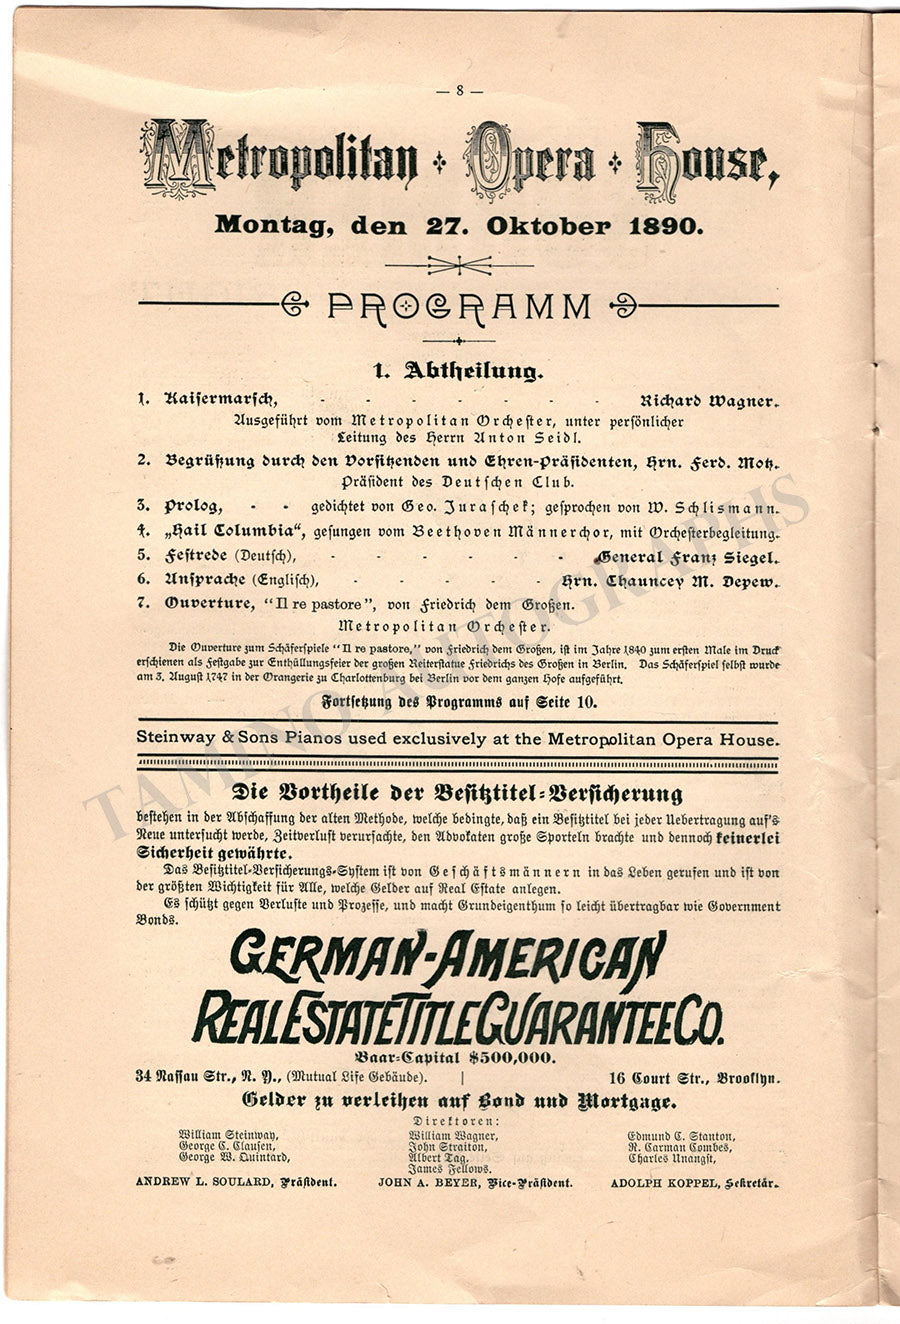 — 8 —
Metropolitan Opera House,
Montag, den 27. Oktober 1890.
PROGRAMM
1. Abtheilung.
1. Kaisermarsch, - - - - - - - Richard Wagner.
Ausgeführt vom Metropolitan Orchester, unter persönlicher
Leitung des Herrn Anton Seidl.
2. Begrüßung durch den Vorsitzenden und Ehren-Präsidenten, Hrn. Ferd. Motz.
Präsident des Deutschen Club.
3. Prolog, - - gedichtet von Geo. Juraschek; gesprochen von W. Schlismann.
4. „Hail Columbia“, gesungen vom Beethoven Männerchor, mit Orchesterbegleitung.
5. Festrede (Deutsch), - - - - - - General Franz Siegel.
6. Ansprache (Englisch), - - - - - Hrn. Chauncey M. Depew.
7. Ouverture, “Il re pastore”, von Friedrich dem Großen.
Metropolitan Orchester.
Die Ouverture zum Schäferspiele “Il re pastore,” von Friedrich dem Großen, ist im Jahre 1840 zum ersten Male im Druck
erschienen als Festgabe zur Enthüllungsfeier der großen Reiterstatue Friedrichs des Großen in Berlin. Das Schäferspiel selbst wurde
am 3. August 1747 in der Orangerie zu Charlottenburg bei Berlin vor dem ganzen Hofe aufgeführt.
Fortsetzung des Programms auf Seite 10.
Steinway & Sons Pianos used exclusively at the Metropolitan Opera House.
TAMINO AUTOGRAPHS
Die Vortheile der Besitztitel-Versicherung
bestehen in der Abschaffung der alten Methode, welche bedingte, daß ein Besitztitel bei jeder Uebertragung auf's
Neue untersucht werde, Zeitverlust verursachte, den Advokaten große Sporteln brachte und dennoch keinerlei
Sicherheit gewährte.
Das Besitztitel-Versicherungs-System ist von Geschäftsmännern in das Leben gerufen und ist von
der größten Wichtigkeit für Alle, welche Gelder auf Real Estate anlegen.
Es schützt gegen Verluste und Prozesse, und macht Grundeigenthum so leicht übertragbar wie Government
Bonds.
GERMAN-AMERICAN
REAL ESTATE TITLE GUARANTEE CO.
Baar-Capital $500,000.
34 Nassau Str., N. Y., (Mutual Life Gebäude). | 16 Court Str., Brooklyn.
Gelder zu verleihen auf Bond und Mortgage.
Direktoren:
William Steinway, William Wagner, Edmund C. Stanton,
George C. Clausen, John Straiton, R. Carman Combes,
George W. Quintard, Albert Tag, Charles Unangst,
James Fellows.
ANDREW L. SOULARD, Präsident. JOHN A. BEYER, Vice-Präsident. ADOLPH KOPPEL, Sekretär.